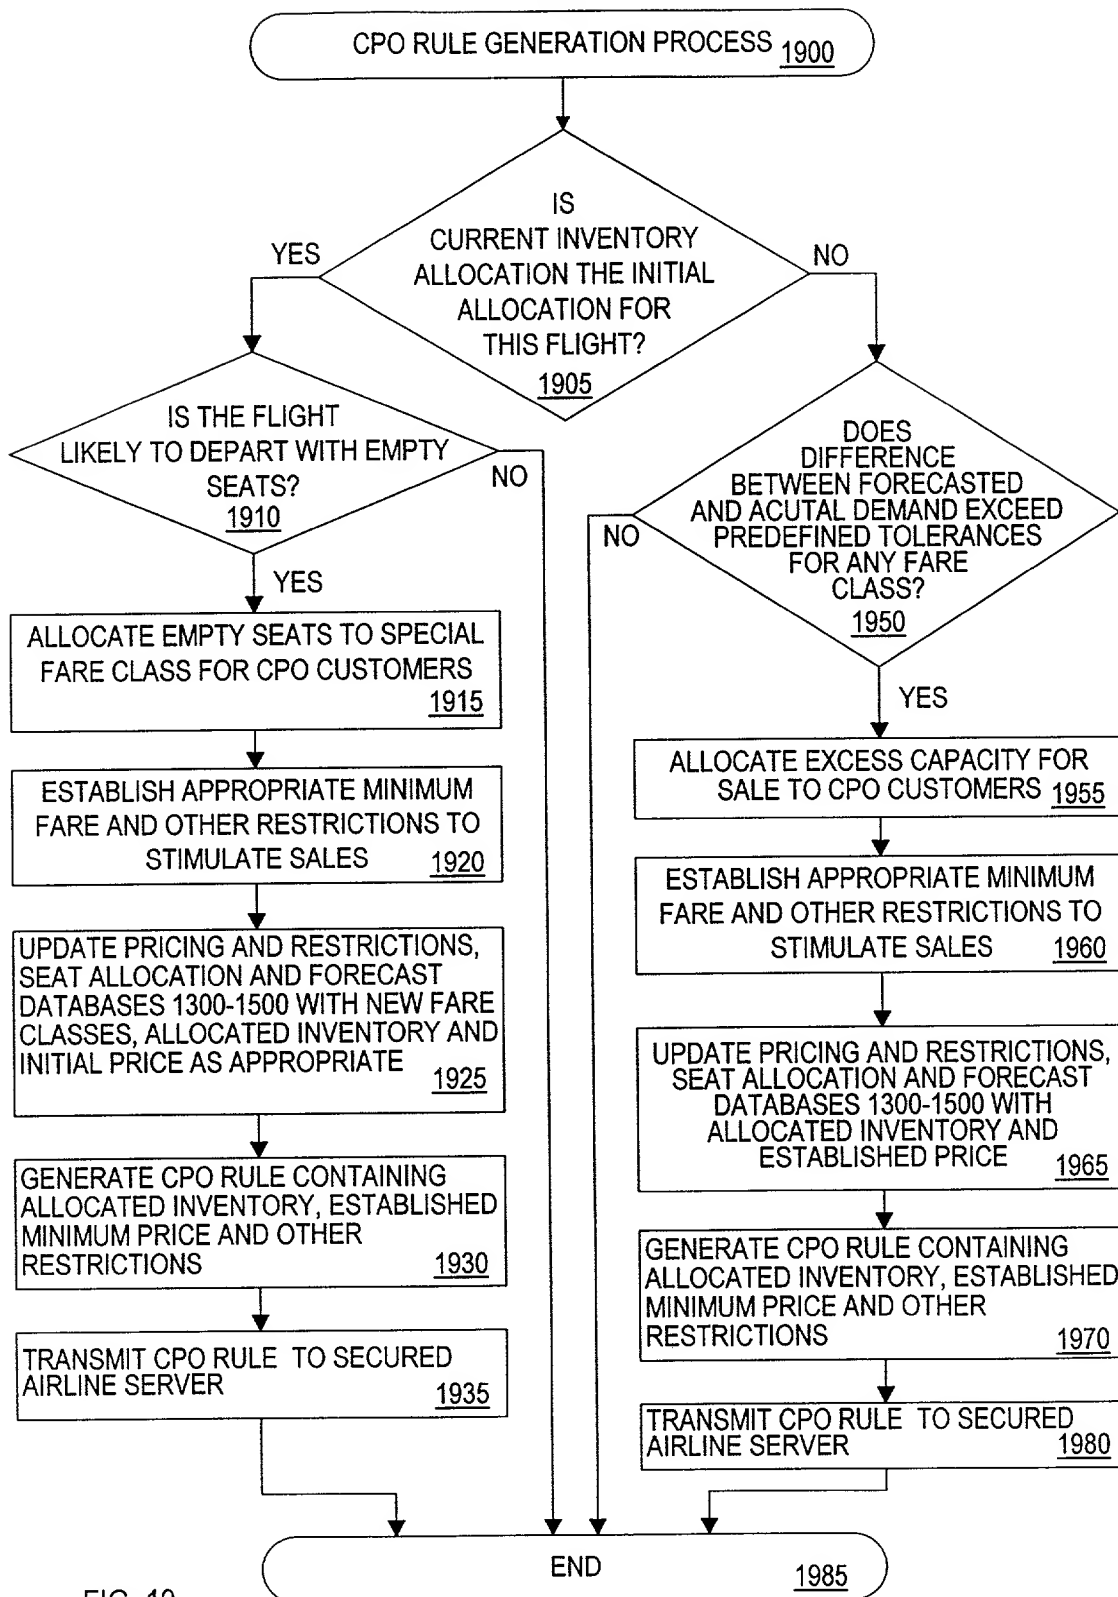 CPO RULE GENERATION PROCESS 1900
IS
CURRENT INVENTORY
ALLOCATION THE INITIAL
ALLOCATION FOR
THIS FLIGHT?
1905
YES
NO
IS THE FLIGHT
LIKELY TO DEPART WITH EMPTY
SEATS?
1910
NO
YES
ALLOCATE EMPTY SEATS TO SPECIAL
FARE CLASS FOR CPO CUSTOMERS
1915
ESTABLISH APPROPRIATE MINIMUM
FARE AND OTHER RESTRICTIONS TO
STIMULATE SALES 1920
UPDATE PRICING AND RESTRICTIONS,
SEAT ALLOCATION AND FORECAST
DATABASES 1300-1500 WITH NEW FARE
CLASSES, ALLOCATED INVENTORY AND
INITIAL PRICE AS APPROPRIATE
1925
GENERATE CPO RULE CONTAINING
ALLOCATED INVENTORY, ESTABLISHED
MINIMUM PRICE AND OTHER
RESTRICTIONS 1930
TRANSMIT CPO RULE TO SECURED
AIRLINE SERVER 1935
DOES
DIFFERENCE
BETWEEN FORECASTED
AND ACUTAL DEMAND EXCEED
PREDEFINED TOLERANCES
FOR ANY FARE
CLASS?
1950
NO
YES
ALLOCATE EXCESS CAPACITY FOR
SALE TO CPO CUSTOMERS 1955
ESTABLISH APPROPRIATE MINIMUM
FARE AND OTHER RESTRICTIONS TO
STIMULATE SALES 1960
UPDATE PRICING AND RESTRICTIONS,
SEAT ALLOCATION AND FORECAST
DATABASES 1300-1500 WITH
ALLOCATED INVENTORY AND
ESTABLISHED PRICE 1965
GENERATE CPO RULE CONTAINING
ALLOCATED INVENTORY, ESTABLISHED
MINIMUM PRICE AND OTHER
RESTRICTIONS 1970
TRANSMIT CPO RULE TO SECURED
AIRLINE SERVER 1980
END 1985
FIG. 19